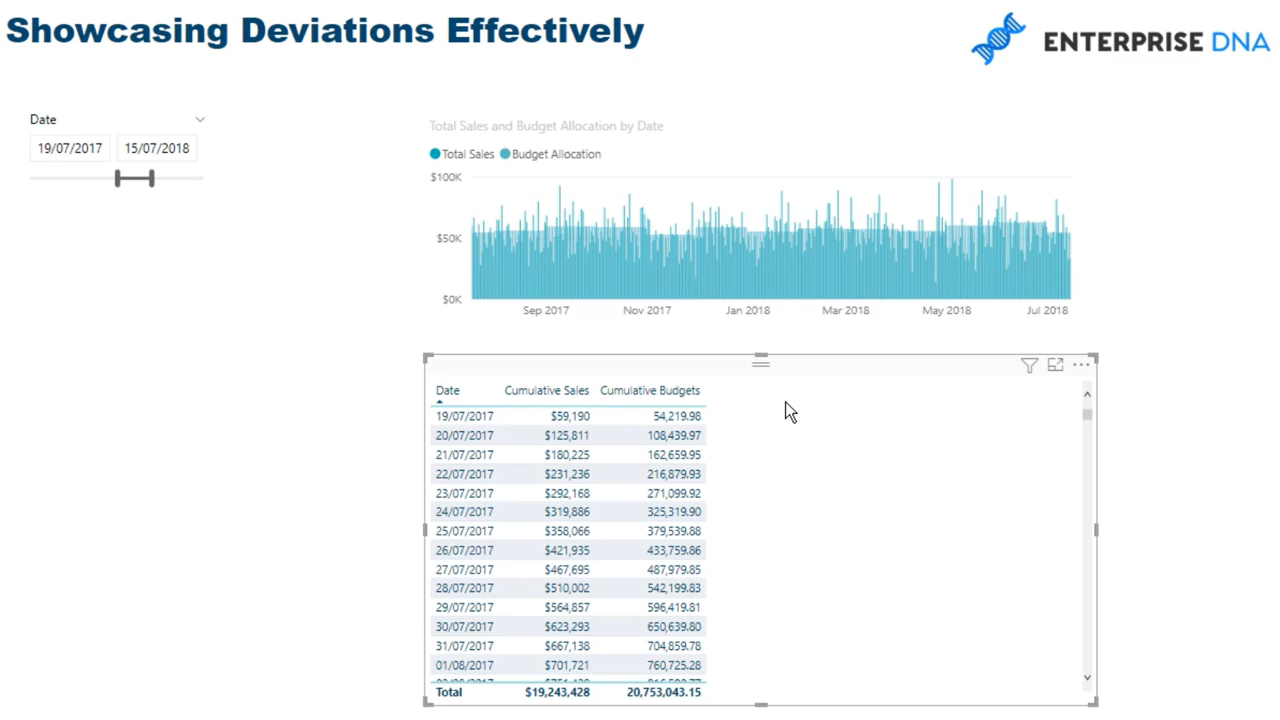 Showcasing Deviations Effectively
ENTERPRISE DNA
Date
19/07/2017 15/07/2018
Total Sales and Budget Allocation by Date
Total Sales Budget Allocation
$100K
$50K
$0K
Sep 2017 Nov 2017 Jan 2018 Mar 2018 May 2018 Jul 2018
Date Cumulative Sales Cumulative Budgets
19/07/2017 $59,190 54,219.98
20/07/2017 $125,811 108,439.97
21/07/2017 $180,225 162,659.95
22/07/2017 $231,236 216,879.93
23/07/2017 $292,168 271,099.92
24/07/2017 $319,886 325,319.90
25/07/2017 $358,066 379,539.88
26/07/2017 $421,935 433,759.86
27/07/2017 $467,695 487,979.85
28/07/2017 $510,002 542,199.83
29/07/2017 $564,857 596,419.81
30/07/2017 $623,293 650,639.80
31/07/2017 $667,138 704,859.78
01/08/2017 $701,721 760,725.28
Total $19,243,428 20,753,043.15